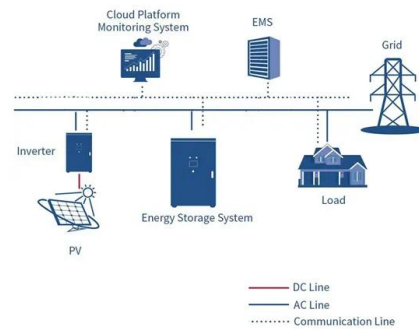 Cloud Platform
Monitoring System
EMS
Grid
Inverter
Energy Storage System
Load
PV
DC Line
AC Line
Communication Line